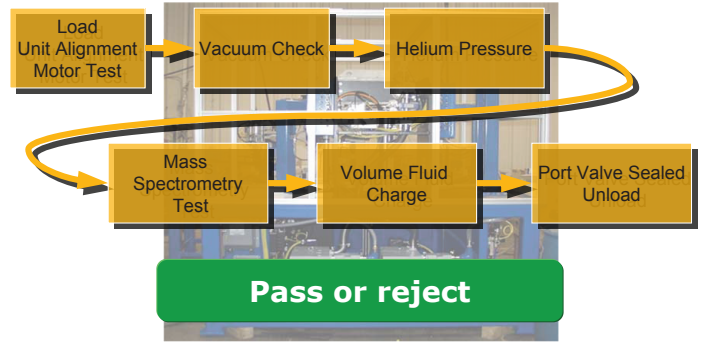 Load
Unit Alignment
Motor Test
Vacuum Check
Helium Pressure
Mass
Spectrometry
Test
Volume Fluid
Charge
Port Valve Sealed
Unload
Pass or reject